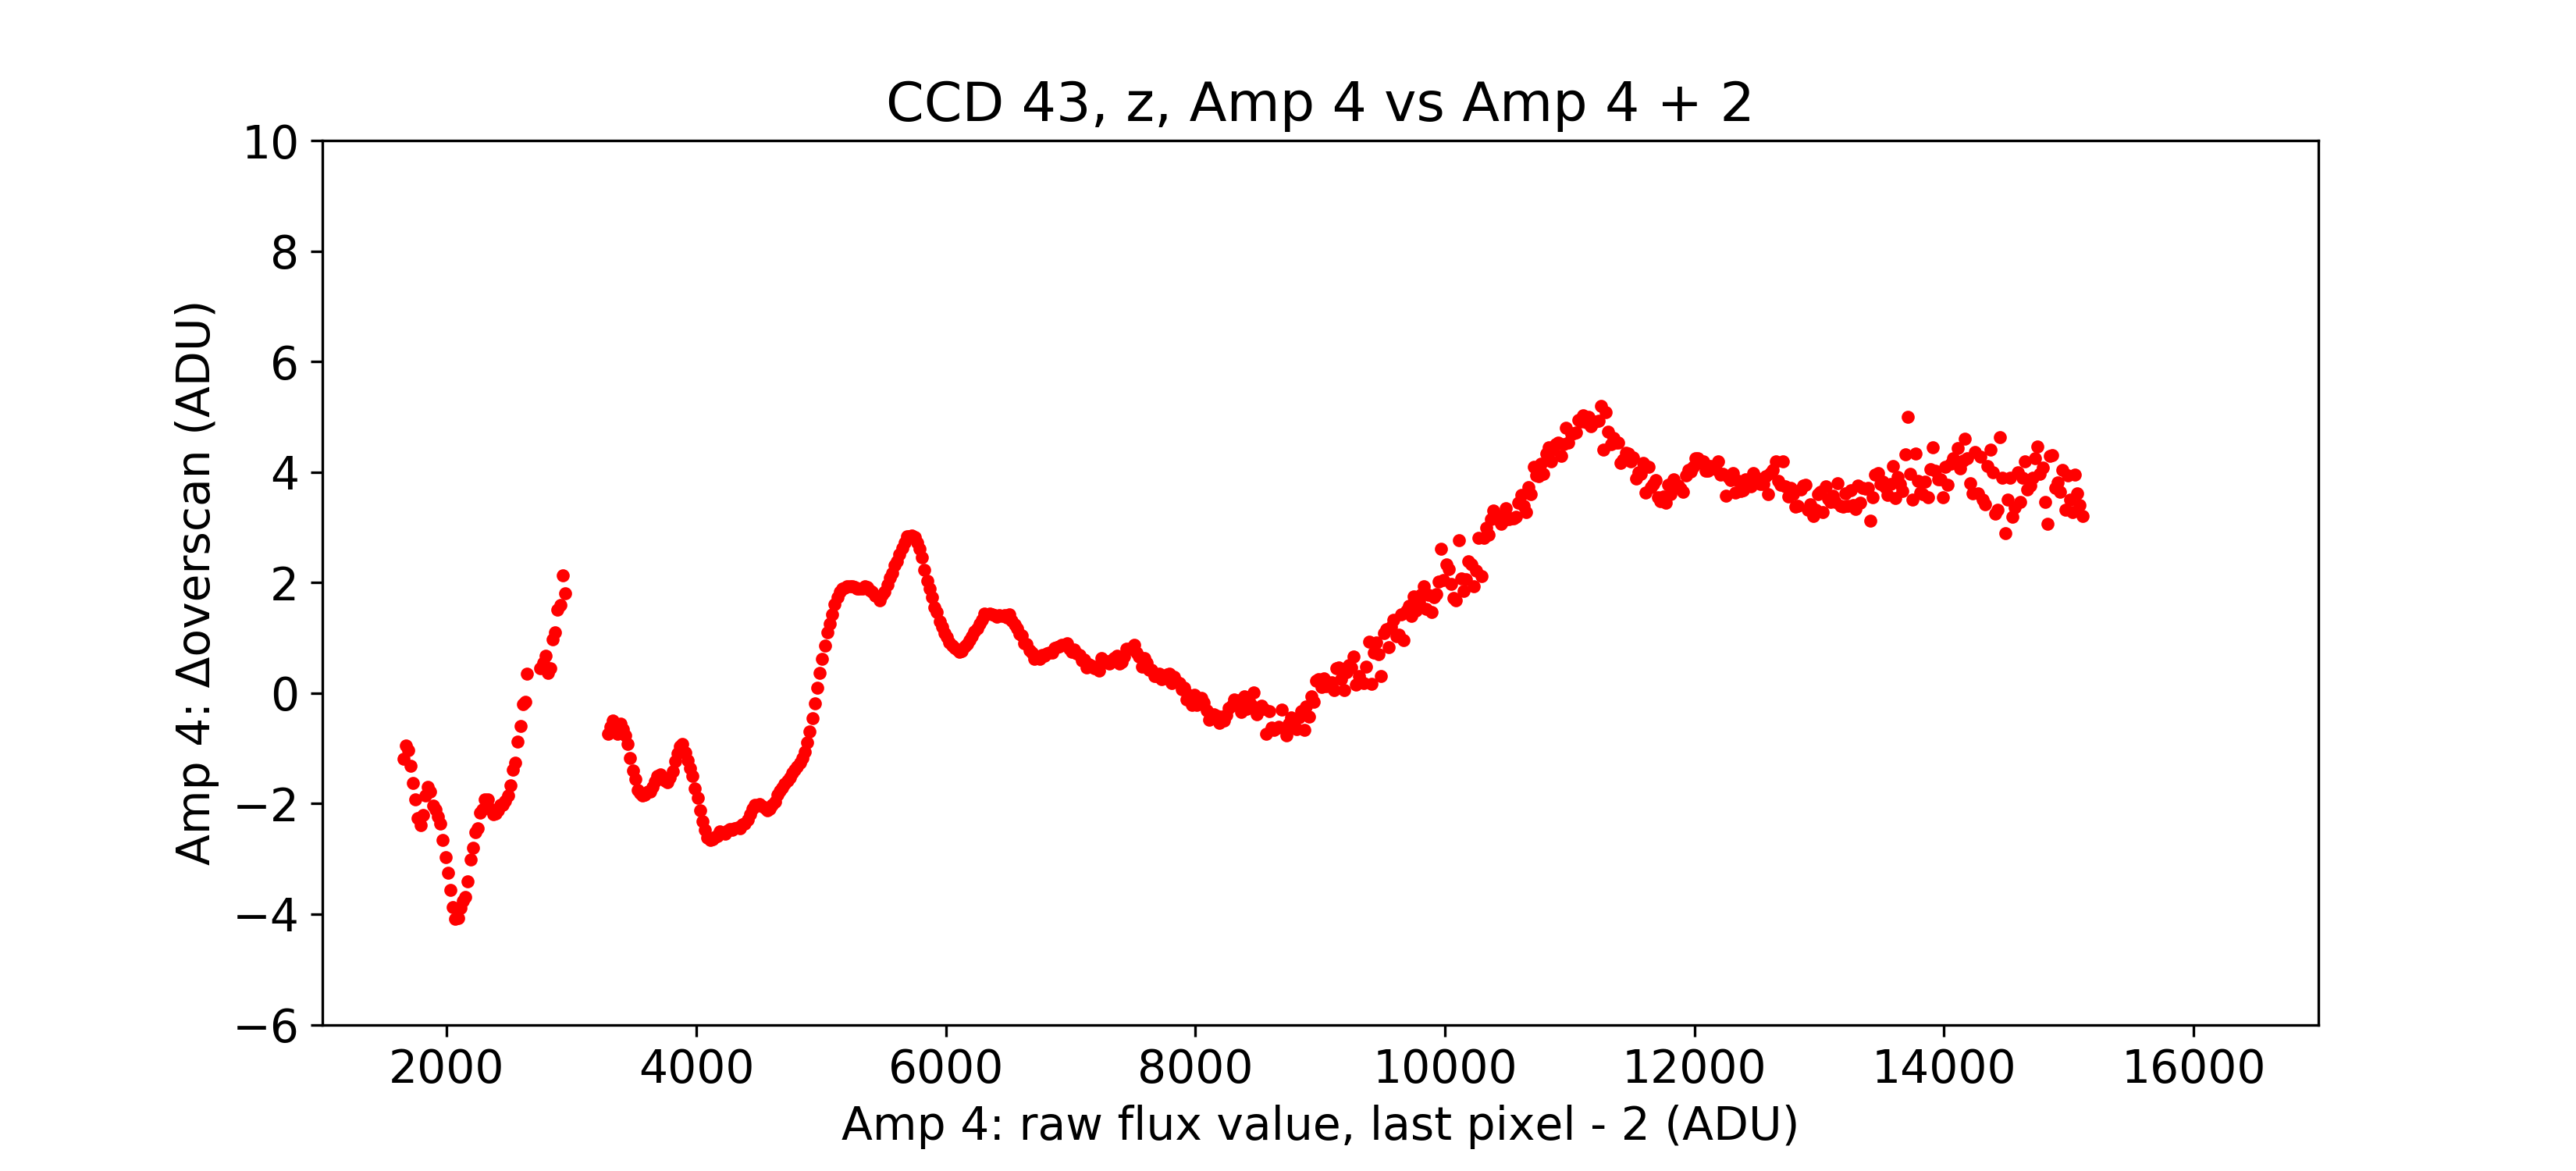 CCD 43, z, Amp 4 vs Amp 4 + 2
10
8
6
4
2
0
−2
−4
−6
Amp 4: Δoverscan (ADU)
2000 4000 6000 8000 10000 12000 14000 16000
Amp 4: raw flux value, last pixel - 2 (ADU)